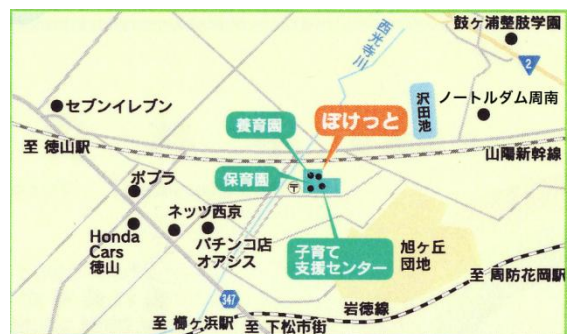 鼓ヶ浦整肢学園
西光寺川
2
セブンイレブン
沢田池
ノートルダム周南
養育園
ぽけっと
至 徳山駅
山陽新幹線
保育園
〒
ポプラ
ネッツ西京
Honda
Cars
徳山
パチンコ店
オアシス
子育て
支援センター
旭ヶ丘
団地
至 周防花岡駅
347
岩徳線
至 櫛ヶ浜駅
至 下松市街